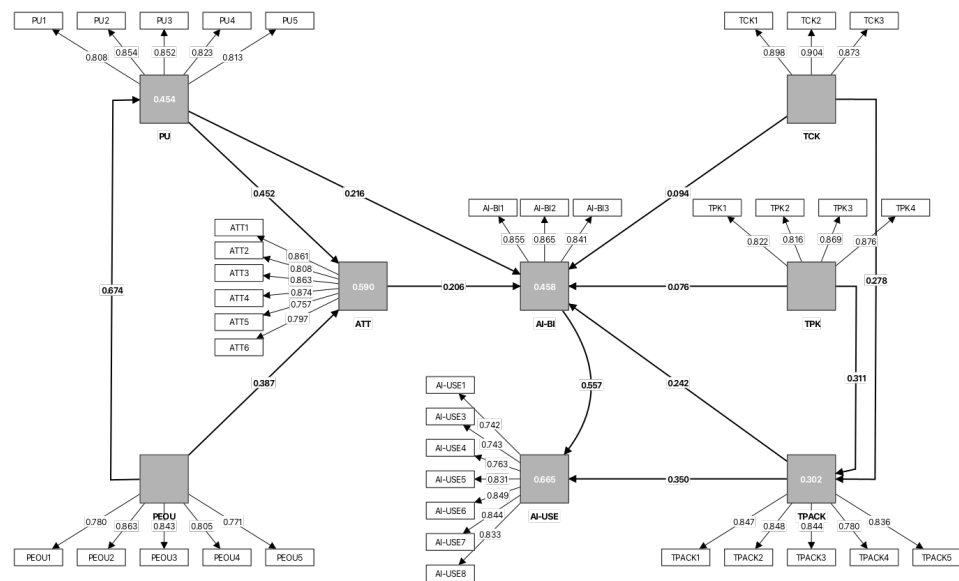 PU1 PU2 PU3 PU4 PU5
0.808 0.854 0.852 0.823 0.813
0.454
PU
TCK1 TCK2 TCK3
0.898 0.904 0.873
TCK
0.452
0.216
0.094
0.278
AI-BI1 AI-BI2 AI-BI3
0.855 0.865 0.841
0.458
AI-BI
TPK1 TPK2 TPK3 TPK4
0.822 0.816 0.869 0.876
TPK
ATT1
ATT2
ATT3
ATT4
ATT5
ATT6
0.861
0.808
0.863
0.874
0.757
0.797
0.590
ATT
0.206
0.076
0.674
0.387
0.557
0.242
0.311
AI-USE1
AI-USE3
AI-USE4
AI-USE5
AI-USE6
AI-USE7
AI-USE8
0.742
0.743
0.763
0.831
0.849
0.844
0.833
0.665
AI-USE
0.350
PEOU
0.780 0.863 0.843 0.805 0.771
PEOU1 PEOU2 PEOU3 PEOU4 PEOU5
0.302
TPACK
0.847 0.848 0.844 0.780 0.836
TPACK1 TPACK2 TPACK3 TPACK4 TPACK5